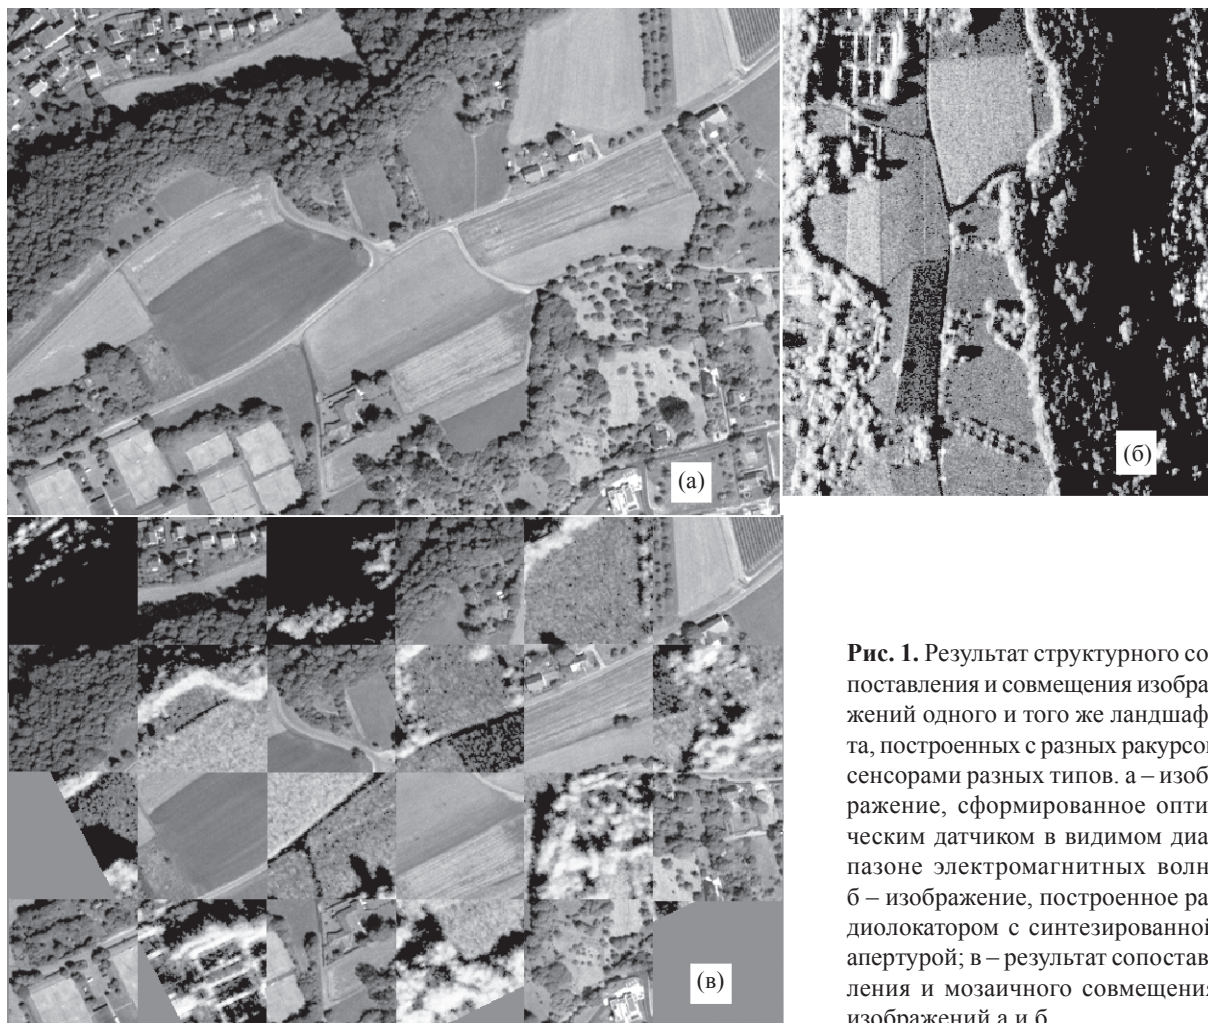 (а)
(б)
(в)
Рис. 1. Результат структурного со-
поставления и совмещения изобра-
жений одного и того же ландшаф-
та, построенных с разных ракурсо
сенсорами разных типов. а – изоб-
ражение, сформированное опти-
ческим датчиком в видимом диа-
пазоне электромагнитных волн
б – изображение, построенное ра-
диолокатором с синтезированной
апертурой; в – результат сопостав-
ления и мозаичного совмещения
изображений а и б